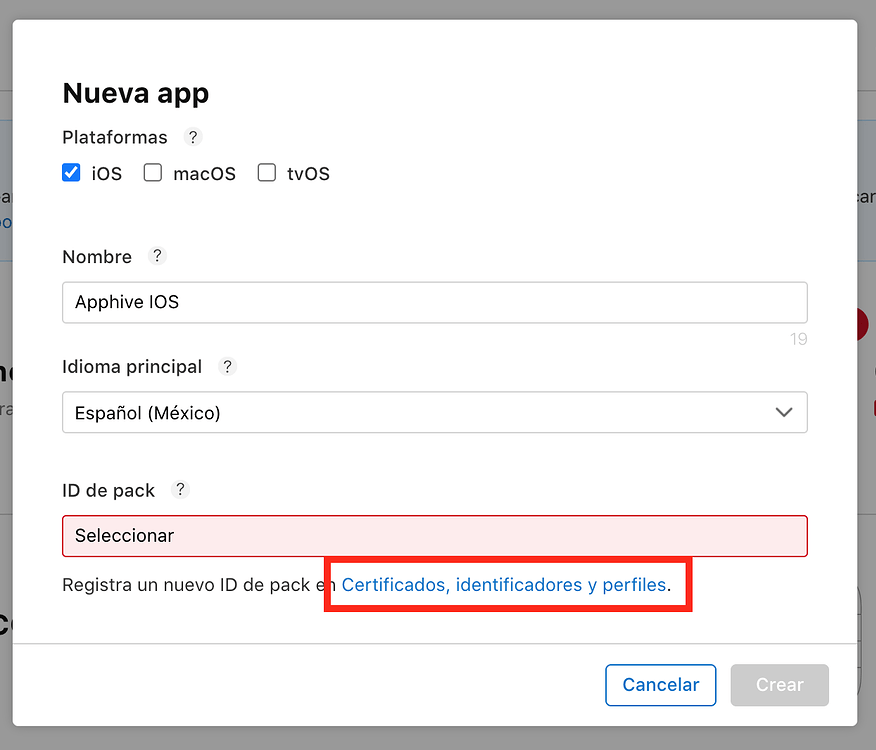 Nueva app
Plataformas ?
iOS macOS tvOS
Nombre ?
Apphive IOS
19
Idioma principal ?
Español (México)
ID de pack ?
Seleccionar
Registra un nuevo ID de pack en Certificados, identificadores y perfiles.
Cancelar Crear